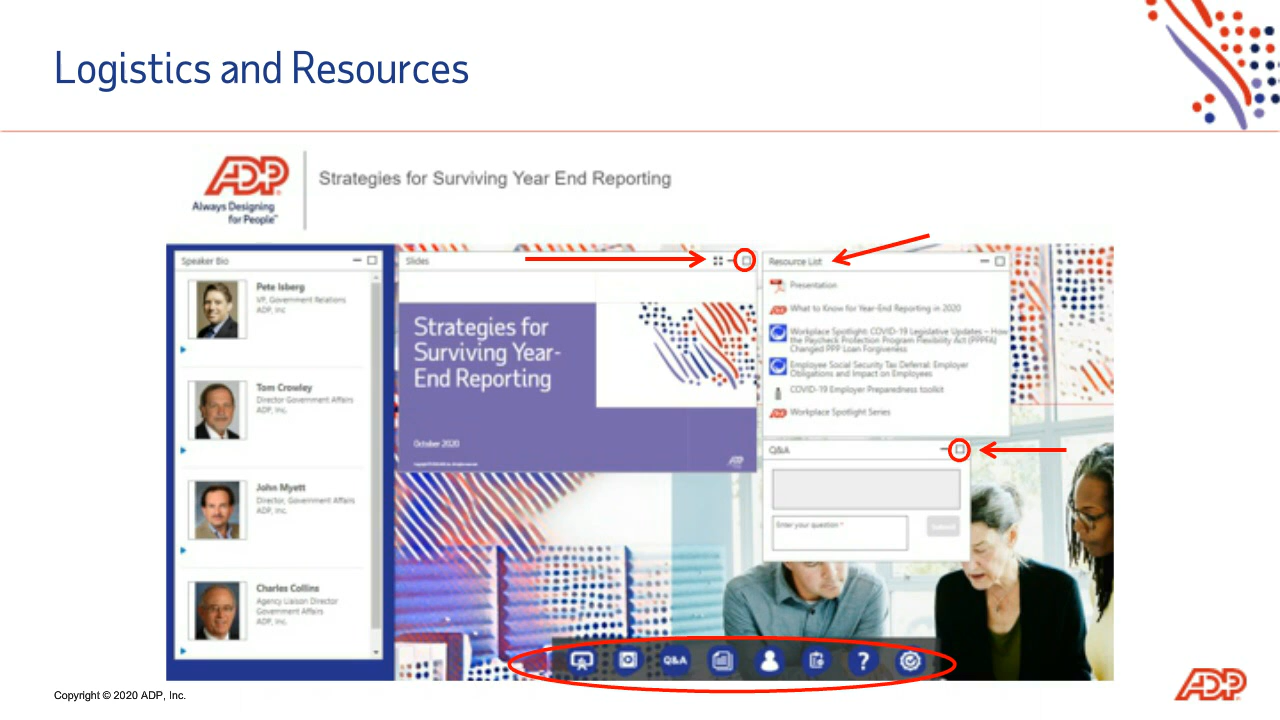 Logistics and Resources
ADP
Always Designing
for People™
Strategies for Surviving Year End Reporting
Speaker Bio
Pete Isberg
VP, Government Relations
ADP, Inc
Tom Crowley
Director Government Affairs
ADP, Inc.
John Myett
Director, Government Affairs
ADP, Inc.
Charles Collins
Agency Liaison Director
Government Affairs
ADP, Inc.
Slides
Strategies for
Surviving Year-
End Reporting
October 2020
ADP
Resource List
Presentation
What to Know for Year-End Reporting in 2020
Workplace Spotlight: COVID-19 Legislative Updates – How
the Paycheck Protection Program Flexibility Act (PPPFA)
Changed PPP Loan Forgiveness
Employee Social Security Tax Deferral: Employer
Obligations and Impact on Employees
COVID-19 Employer Preparedness toolkit
Workplace Spotlight Series
Q&A
Enter your question *
Submit
Q&A
?
Copyright © 2020 ADP, Inc.
ADP